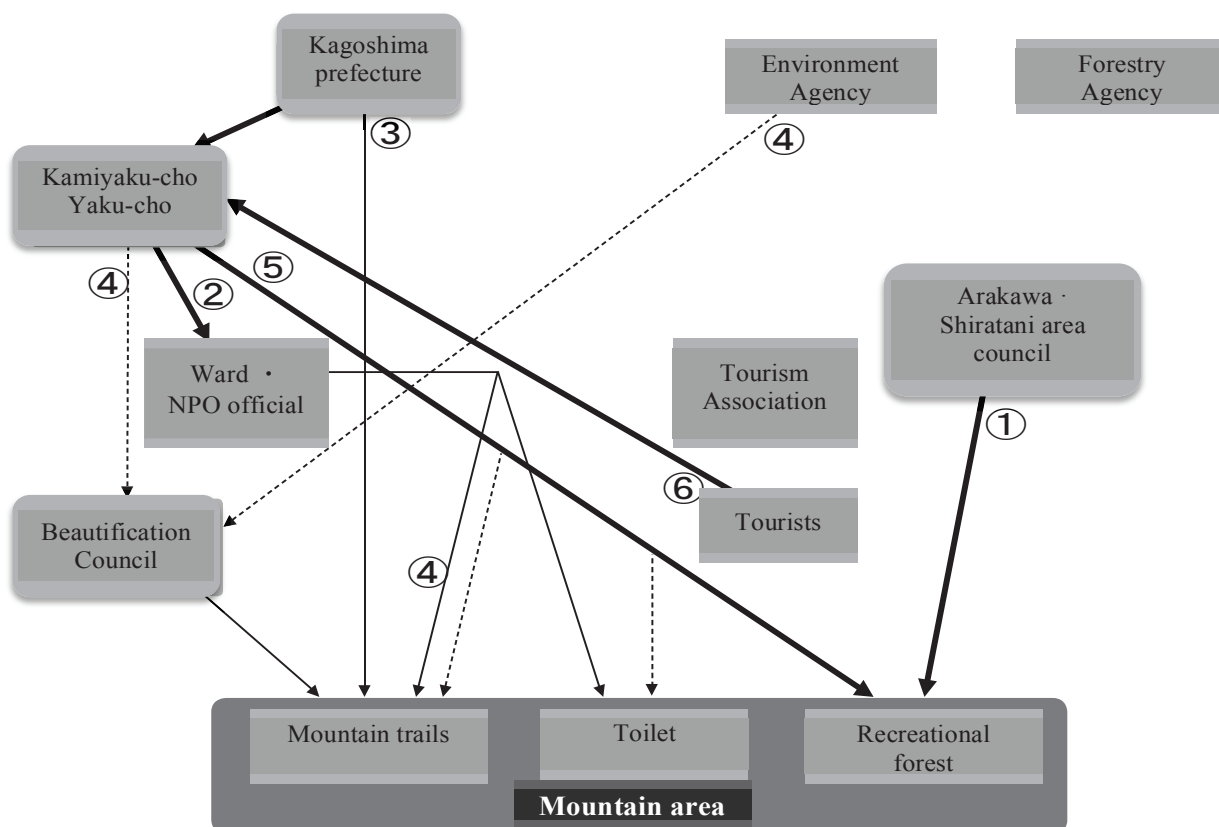 Kagoshima
prefecture
Environment
Agency
Forestry
Agency
③
④
Kamiyaku-cho
Yaku-cho
④
②
⑤
Arakawa ·
Shiratani area
council
Ward ・
NPO official
Tourism
Association
①
⑥
Tourists
Beautification
Council
④
Mountain trails
Toilet
Recreational
forest
Mountain area